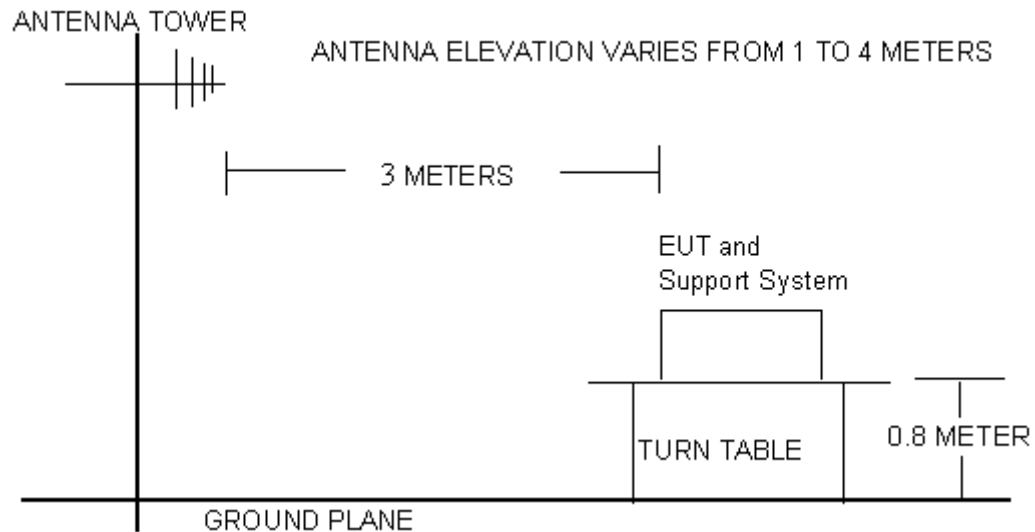 ANTENNA TOWER
ANTENNA ELEVATION VARIES FROM 1 TO 4 METERS
3 METERS
EUT and
Support System
TURN TABLE
0.8 METER
GROUND PLANE